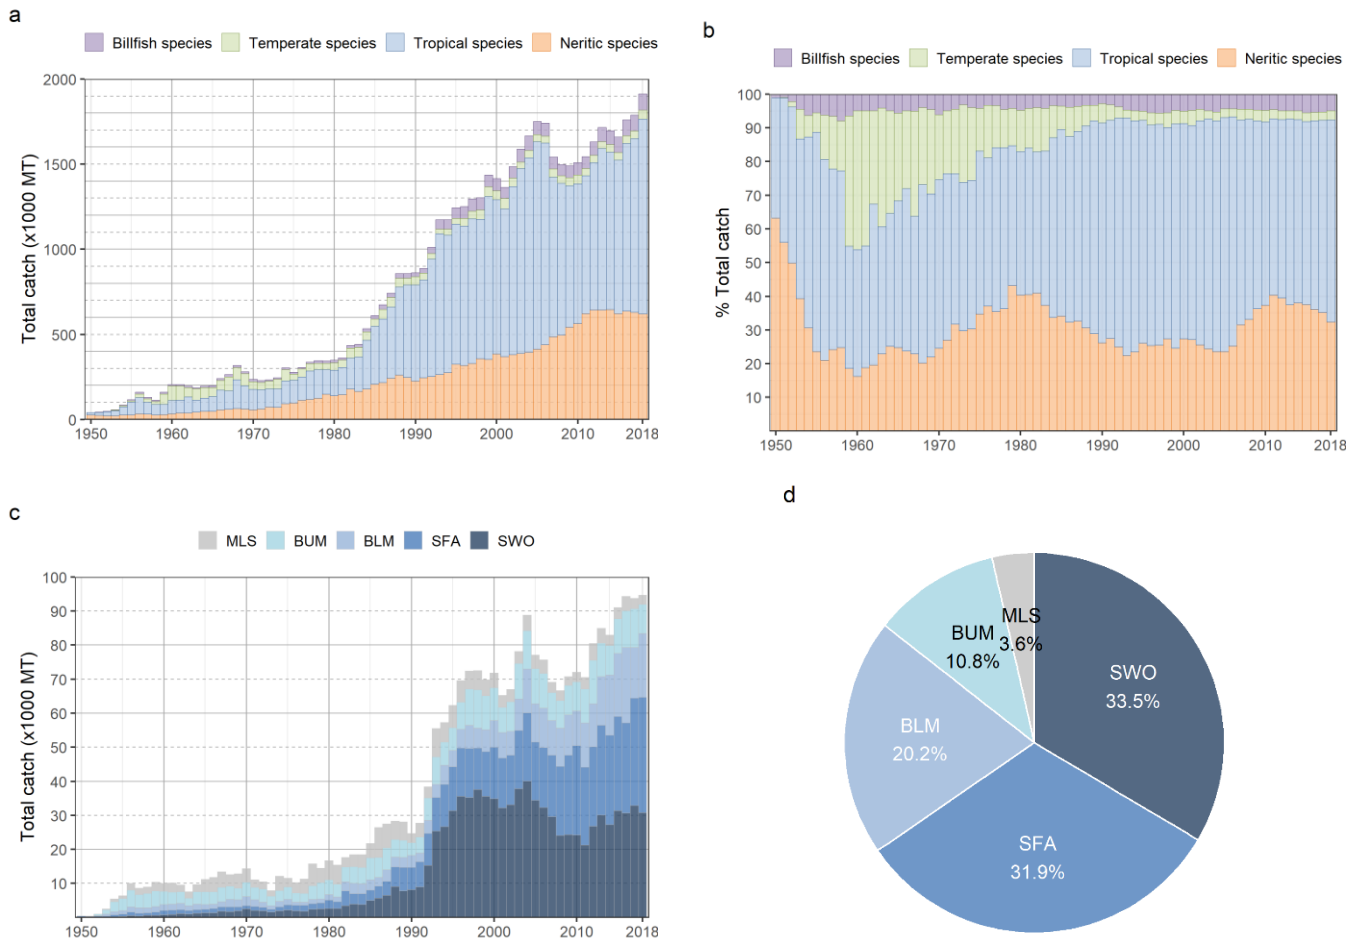 a
Billfish species Temperate species Tropical species Neritic species
Total catch (x1000 MT)
2000
1500
1000
500
0
1950 1960 1970 1980 1990 2000 2010 2018
b
Billfish species Temperate species Tropical species Neritic species
% Total catch
100
90
80
70
60
50
40
30
20
10
1950 1960 1970 1980 1990 2000 2010 2018
c
MLS BUM BLM SFA SWO
Total catch (x1000 MT)
100
90
80
70
60
50
40
30
20
10
1950 1960 1970 1980 1990 2000 2010 2018
d
MLS
3.6%
BUM
10.8%
SWO
33.5%
BLM
20.2%
SFA
31.9%